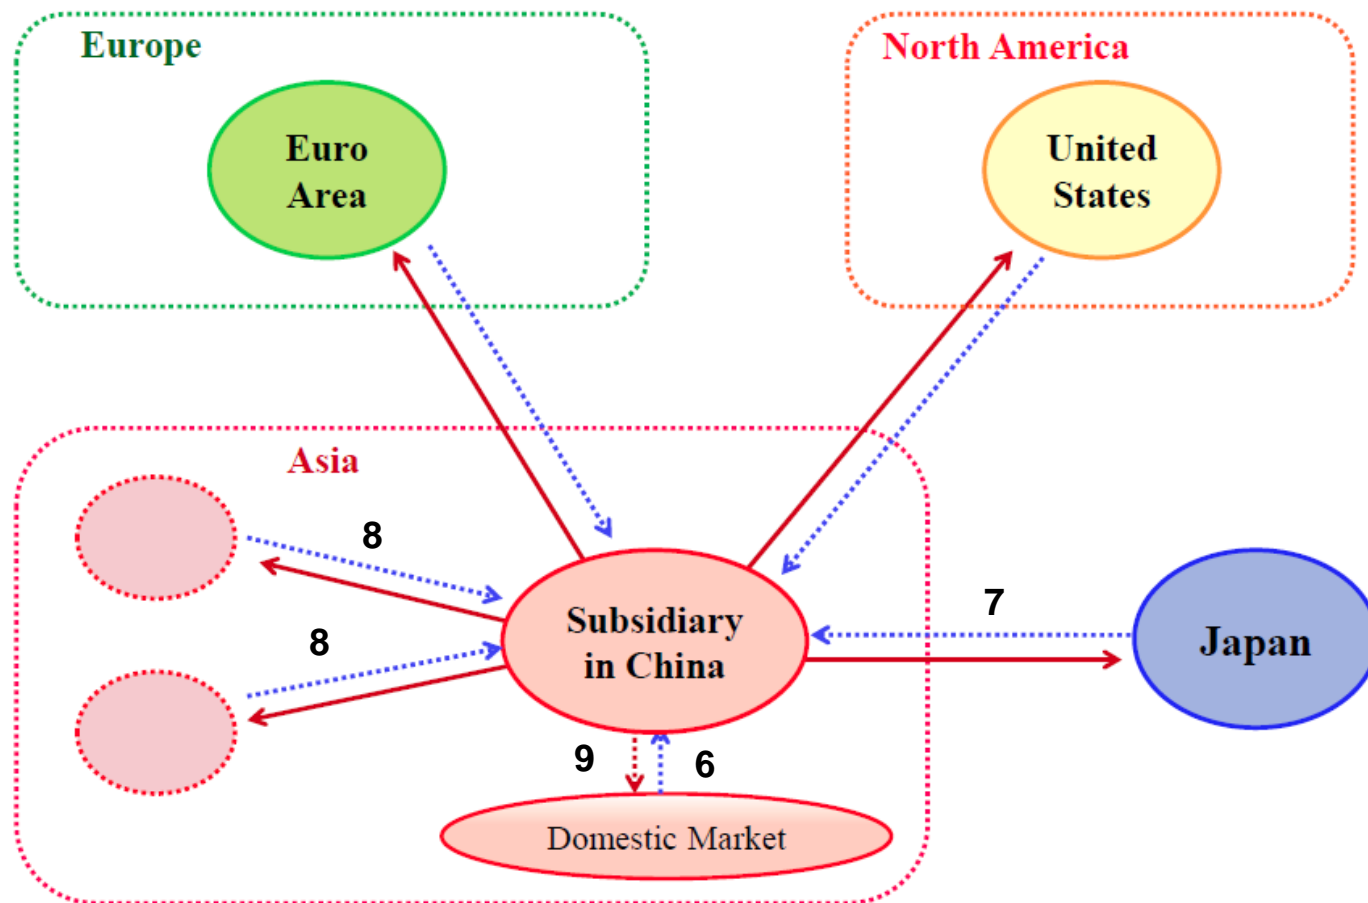 Europe
North America
Euro
Area
United
States
Asia
8
7
8
Subsidiary
in China
Japan
9
6
Domestic Market